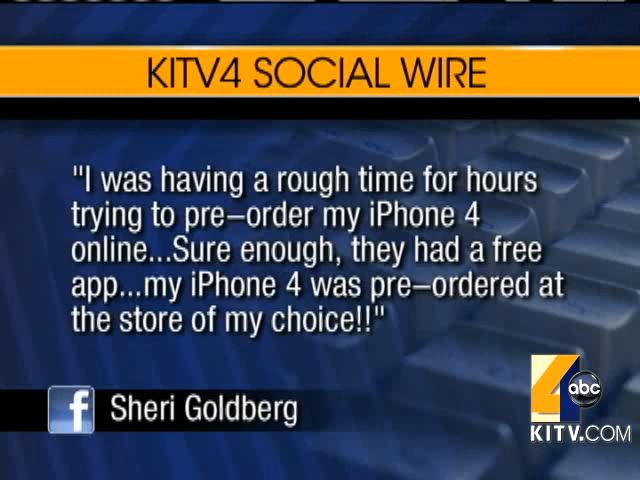 KITV4 SOCIAL WIRE
"I was having a rough time for hours
trying to pre–order my iPhone 4
online...Sure enough, they had a free
app...my iPhone 4 was pre–ordered at
the store of my choice!!"
f Sheri Goldberg
4 abc
KITV.COM